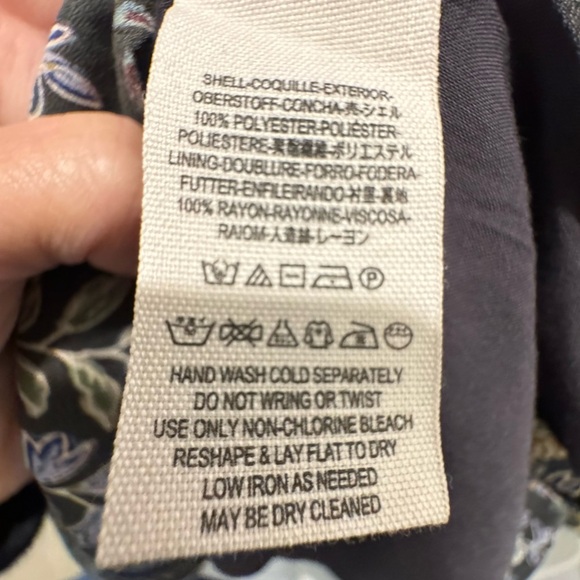 SHELL-COQUILLE-EXTERIOR-
OBERSTOFF-CONCHA-壳-シェル
100% POLYESTER-POLIÉSTER-
POLIESTERE-聚酯纖維-ポリエステル
LINING-DOUBLURE-FORRO-FODERA-
FUTTER-ENFILEIRANDO-衬里-裏地
100% RAYON-RAYONNE-VISCOSA-
RAIOM-人造絲-レーヨン
P
HAND WASH COLD SEPARATELY
DO NOT WRING OR TWIST
USE ONLY NON-CHLORINE BLEACH
RESHAPE & LAY FLAT TO DRY
LOW IRON AS NEEDED
MAY BE DRY CLEANED